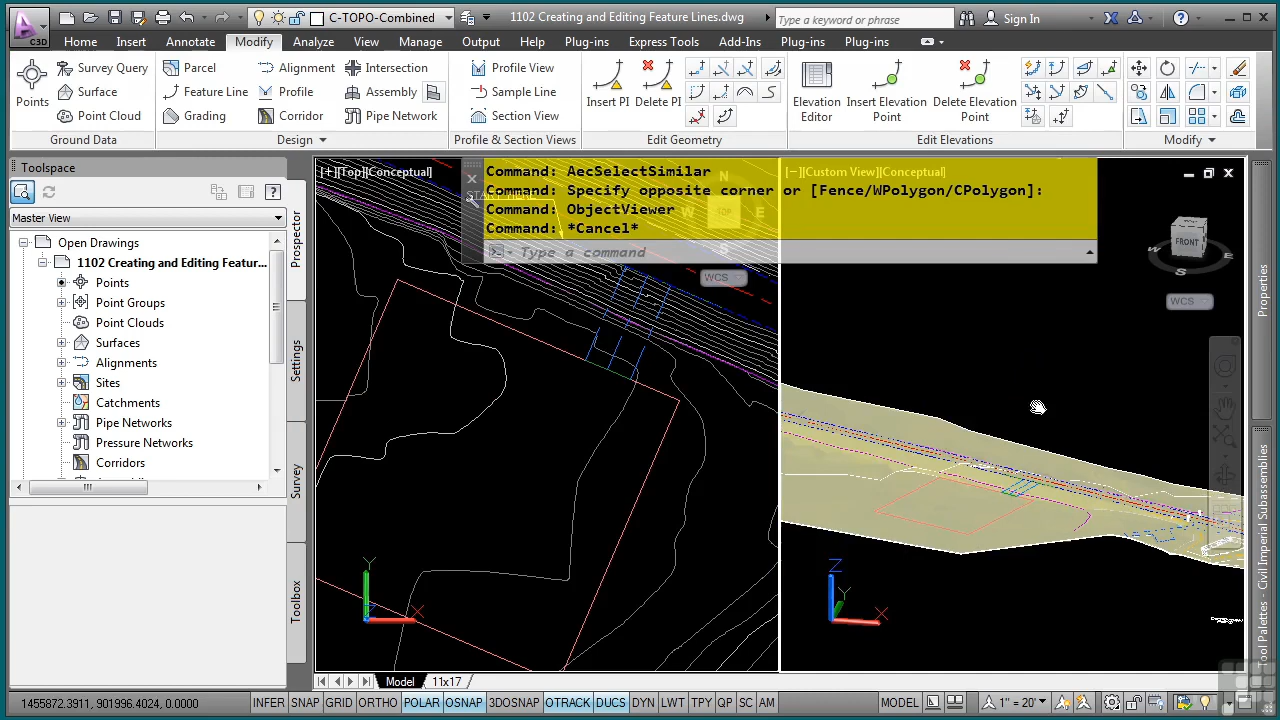 C3D
C-TOPO-Combined
1102 Creating and Editing Feature Lines.dwg
Type a keyword or phrase
Sign In
Home Insert Annotate Modify Analyze View Manage Output Help Plug-ins Express Tools Add-Ins Plug-ins Plug-ins
Points
Survey Query
Surface
Point Cloud
Ground Data
Parcel
Feature Line
Grading
Alignment
Profile
Corridor
Intersection
Assembly
Pipe Network
Design
Profile View
Sample Line
Section View
Profile & Section Views
Insert PI
Delete PI
Edit Geometry
Elevation Editor
Insert Elevation Point
Delete Elevation Point
Edit Elevations
Modify
Toolspace
Master View
Open Drawings
1102 Creating and Editing Featur...
Points
Point Groups
Point Clouds
Surfaces
Alignments
Sites
Catchments
Pipe Networks
Pressure Networks
Corridors
Prospector
Settings
Survey
Toolbox
[+][Top][Conceptual]
START HERE
Command: AecSelectSimilar
Command: Specify opposite corner or [Fence/WPolygon/CPolygon]:
Command: ObjectViewer
Command: *Cancel*
Type a command
N
W
TOP
E
S
WCS
[−][Custom View][Conceptual]
FRONT
W
S
E
WCS
Y
X
Z
Y
X
Properties
Tool Palettes - Civil Imperial Subassemblies
Model
11x17
1455872.3911, 90199.4024, 0.0000
INFER SNAP GRID ORTHO POLAR OSNAP 3DOSNAP OTRACK DUCS DYN LWT TPY QP SC AM
MODEL
1" = 20'